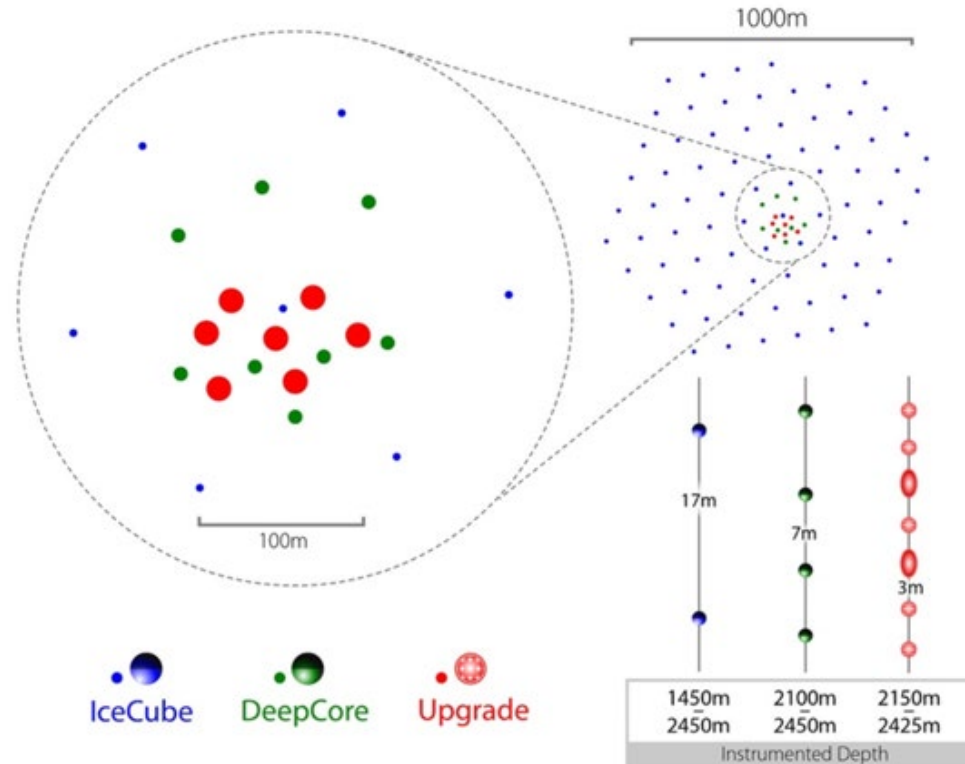 1000m
100m
17m
7m
3m
IceCube
DeepCore
Upgrade
1450m
–
2450m
2100m
–
2450m
2150m
–
2425m
Instrumented Depth